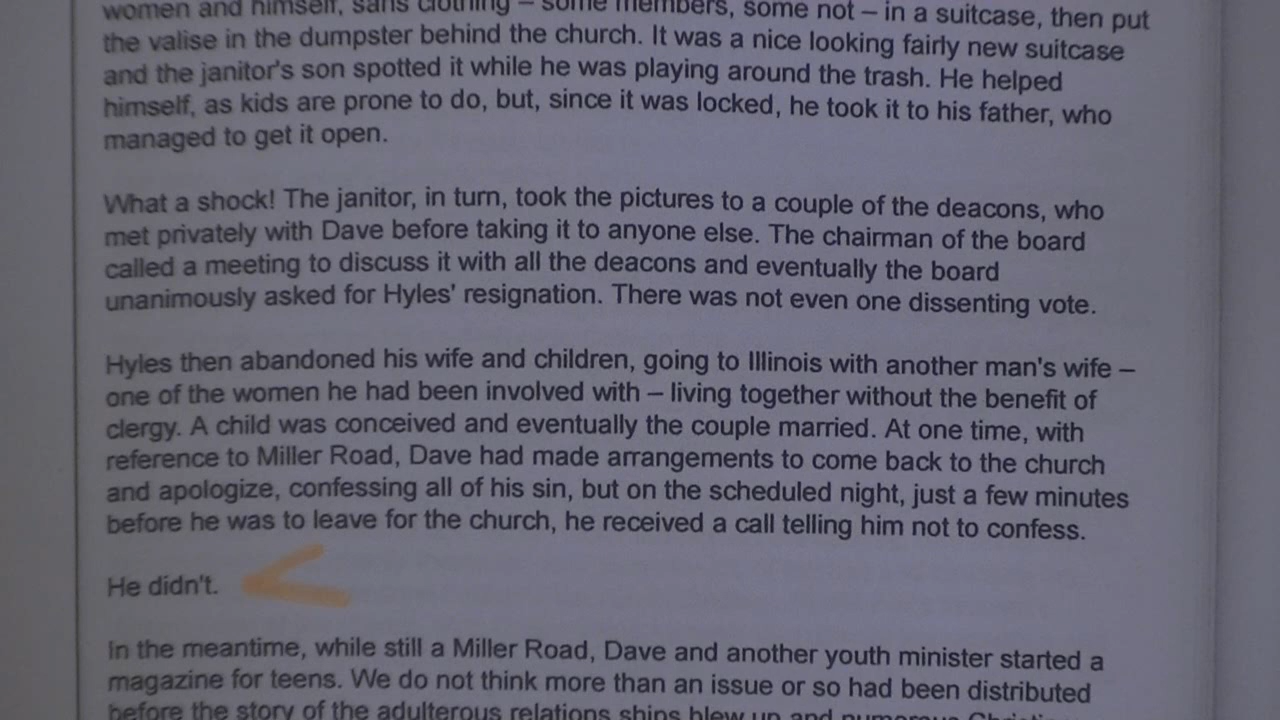 women and himself, sans clothing – some members, some not – in a suitcase, then put
the valise in the dumpster behind the church. It was a nice looking fairly new suitcase
and the janitor's son spotted it while he was playing around the trash. He helped
himself, as kids are prone to do, but, since it was locked, he took it to his father, who
managed to get it open.
What a shock! The janitor, in turn, took the pictures to a couple of the deacons, who
met privately with Dave before taking it to anyone else. The chairman of the board
called a meeting to discuss it with all the deacons and eventually the board
unanimously asked for Hyles' resignation. There was not even one dissenting vote.
Hyles then abandoned his wife and children, going to Illinois with another man's wife –
one of the women he had been involved with – living together without the benefit of
clergy. A child was conceived and eventually the couple married. At one time, with
reference to Miller Road, Dave had made arrangements to come back to the church
and apologize, confessing all of his sin, but on the scheduled night, just a few minutes
before he was to leave for the church, he received a call telling him not to confess.
He didn't.
In the meantime, while still a Miller Road, Dave and another youth minister started a
magazine for teens. We do not think more than an issue or so had been distributed
before the story of the adulterous relations ships blew up and numerous Christian